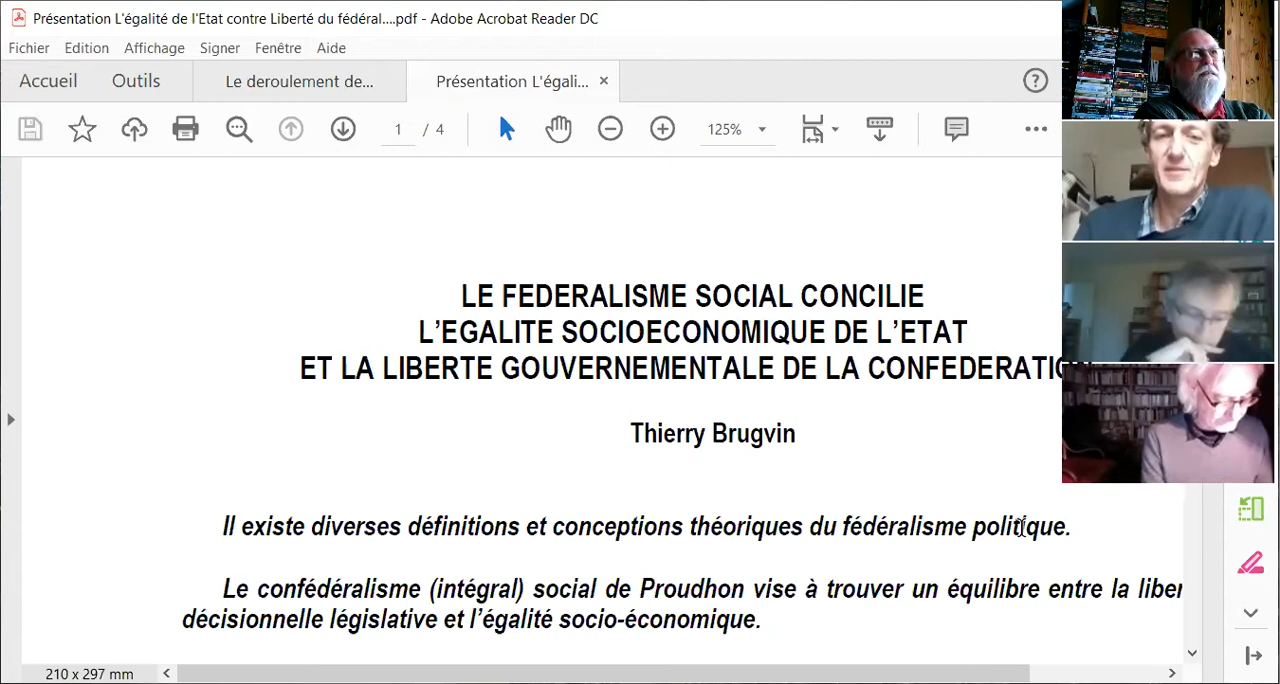 Présentation L'égalité de l'Etat contre Liberté du fédéral....pdf - Adobe Acrobat Reader DC
Fichier Edition Affichage Signer Fenêtre Aide
Accueil Outils Le deroulement de... Présentation L'égali... ×
1 / 4 125%
LE FEDERALISME SOCIAL CONCILIE
L’EGALITE SOCIOECONOMIQUE DE L’ETAT
ET LA LIBERTE GOUVERNEMENTALE DE LA CONFEDERATION
Thierry Brugvin
Il existe diverses définitions et conceptions théoriques du fédéralisme politique.
Le confédéralisme (intégral) social de Proudhon vise à trouver un équilibre entre la liber
décisionnelle législative et l’égalité socio-économique.
210 x 297 mm